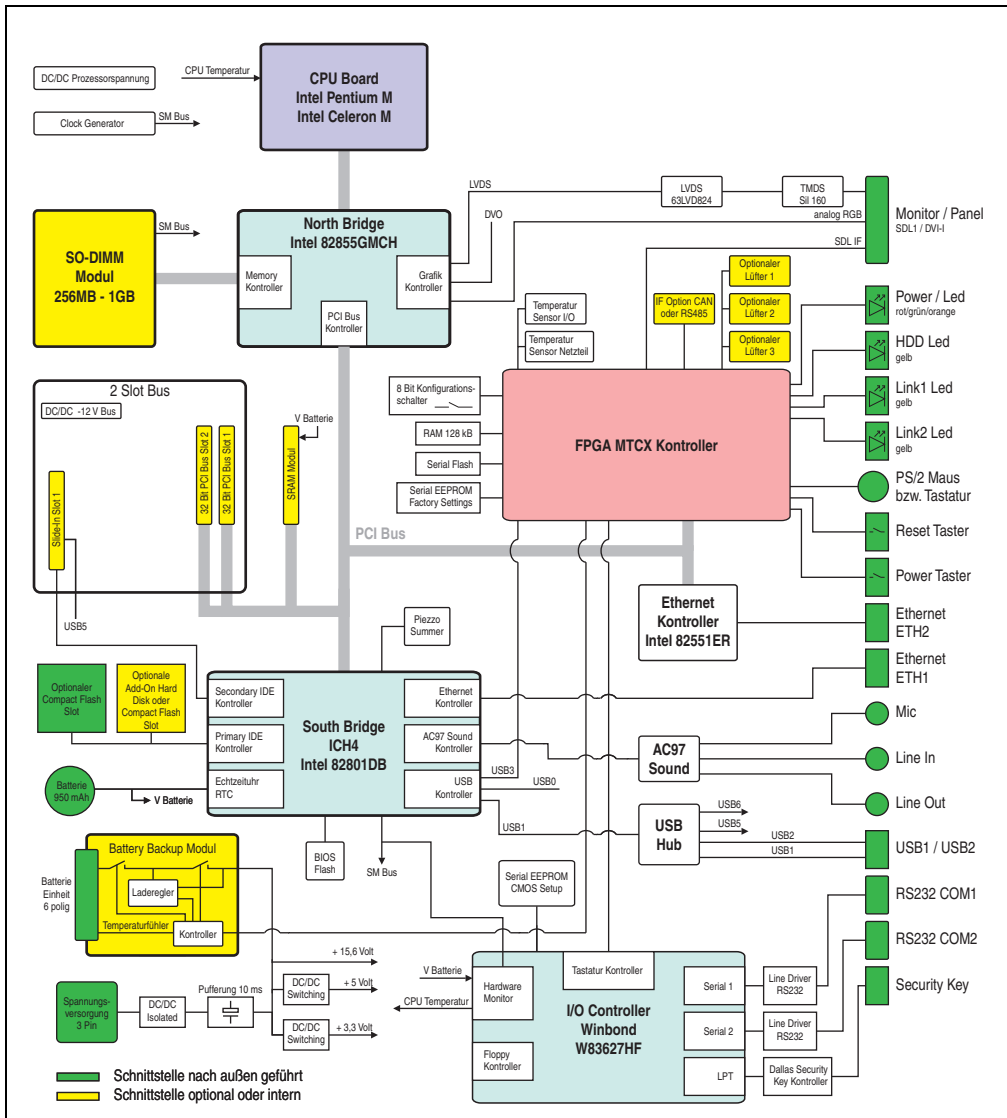 DC/DC Prozessorspannung
CPU Temperatur
CPU Board
Intel Pentium M
Intel Celeron M
Clock Generator
SM Bus
SO-DIMM
Modul
256MB - 1GB
SM Bus
North Bridge
Intel 82855GMCH
Memory
Kontroller
Grafik
Kontroller
PCI Bus
Kontroller
LVDS
DVO
LVDS
63LVD824
TMDS
Sil 160
analog RGB
SDL IF
Monitor / Panel
SDL1 / DVI-I
Temperatur
Sensor I/O
Temperatur
Sensor Netzteil
IF Option CAN
oder RS485
Optionaler
Lüfter 1
Optionaler
Lüfter 2
Optionaler
Lüfter 3
Power / Led
rot/grün/orange
HDD Led
gelb
Link1 Led
gelb
Link2 Led
gelb
PS/2 Maus
bzw. Tastatur
Reset Taster
Power Taster
Ethernet
ETH2
Ethernet
ETH1
Mic
Line In
Line Out
USB1 / USB2
RS232 COM1
RS232 COM2
Security Key
2 Slot Bus
DC/DC -12 V Bus
Slide-In Slot 1
32 Bit PCI Bus Slot 2
32 Bit PCI Bus Slot 1
SRAM Modul
V Batterie
USB5
8 Bit Konfigurations-
schalter
RAM 128 kB
Serial Flash
Serial EEPROM
Factory Settings
FPGA MTCX Kontroller
PCI Bus
Ethernet
Kontroller
Intel 82551ER
Piezzo
Summer
Optionaler
Compact Flash
Slot
Optionale
Add-On Hard
Disk oder
Compact Flash
Slot
Secondary IDE
Kontroller
Primary IDE
Kontroller
Echtzeituhr
RTC
South Bridge
ICH4
Intel 82801DB
Ethernet
Kontroller
AC97 Sound
Kontroller
USB
Kontroller
USB3
USB0
USB1
AC97
Sound
USB
Hub
USB6
USB5
USB2
USB1
Batterie
950 mAh
V Batterie
BIOS
Flash
SM Bus
Serial EEPROM
CMOS Setup
Battery Backup Modul
Batterie
Einheit
6 polig
Laderegler
Temperaturfühler
Kontroller
+ 15,6 Volt
DC/DC
Switching
+ 5 Volt
DC/DC
Switching
+ 3,3 Volt
Spannungs-
versorgung
3 Pin
DC/DC
Isolated
Pufferung 10 ms
V Batterie
CPU Temperatur
Hardware
Monitor
Tastatur Kontroller
Floppy
Kontroller
I/O Controller
Winbond
W83627HF
Serial 1
Serial 2
LPT
Line Driver
RS232
Line Driver
RS232
Dallas Security
Key Kontroller
Schnittstelle nach außen geführt
Schnittstelle optional oder intern